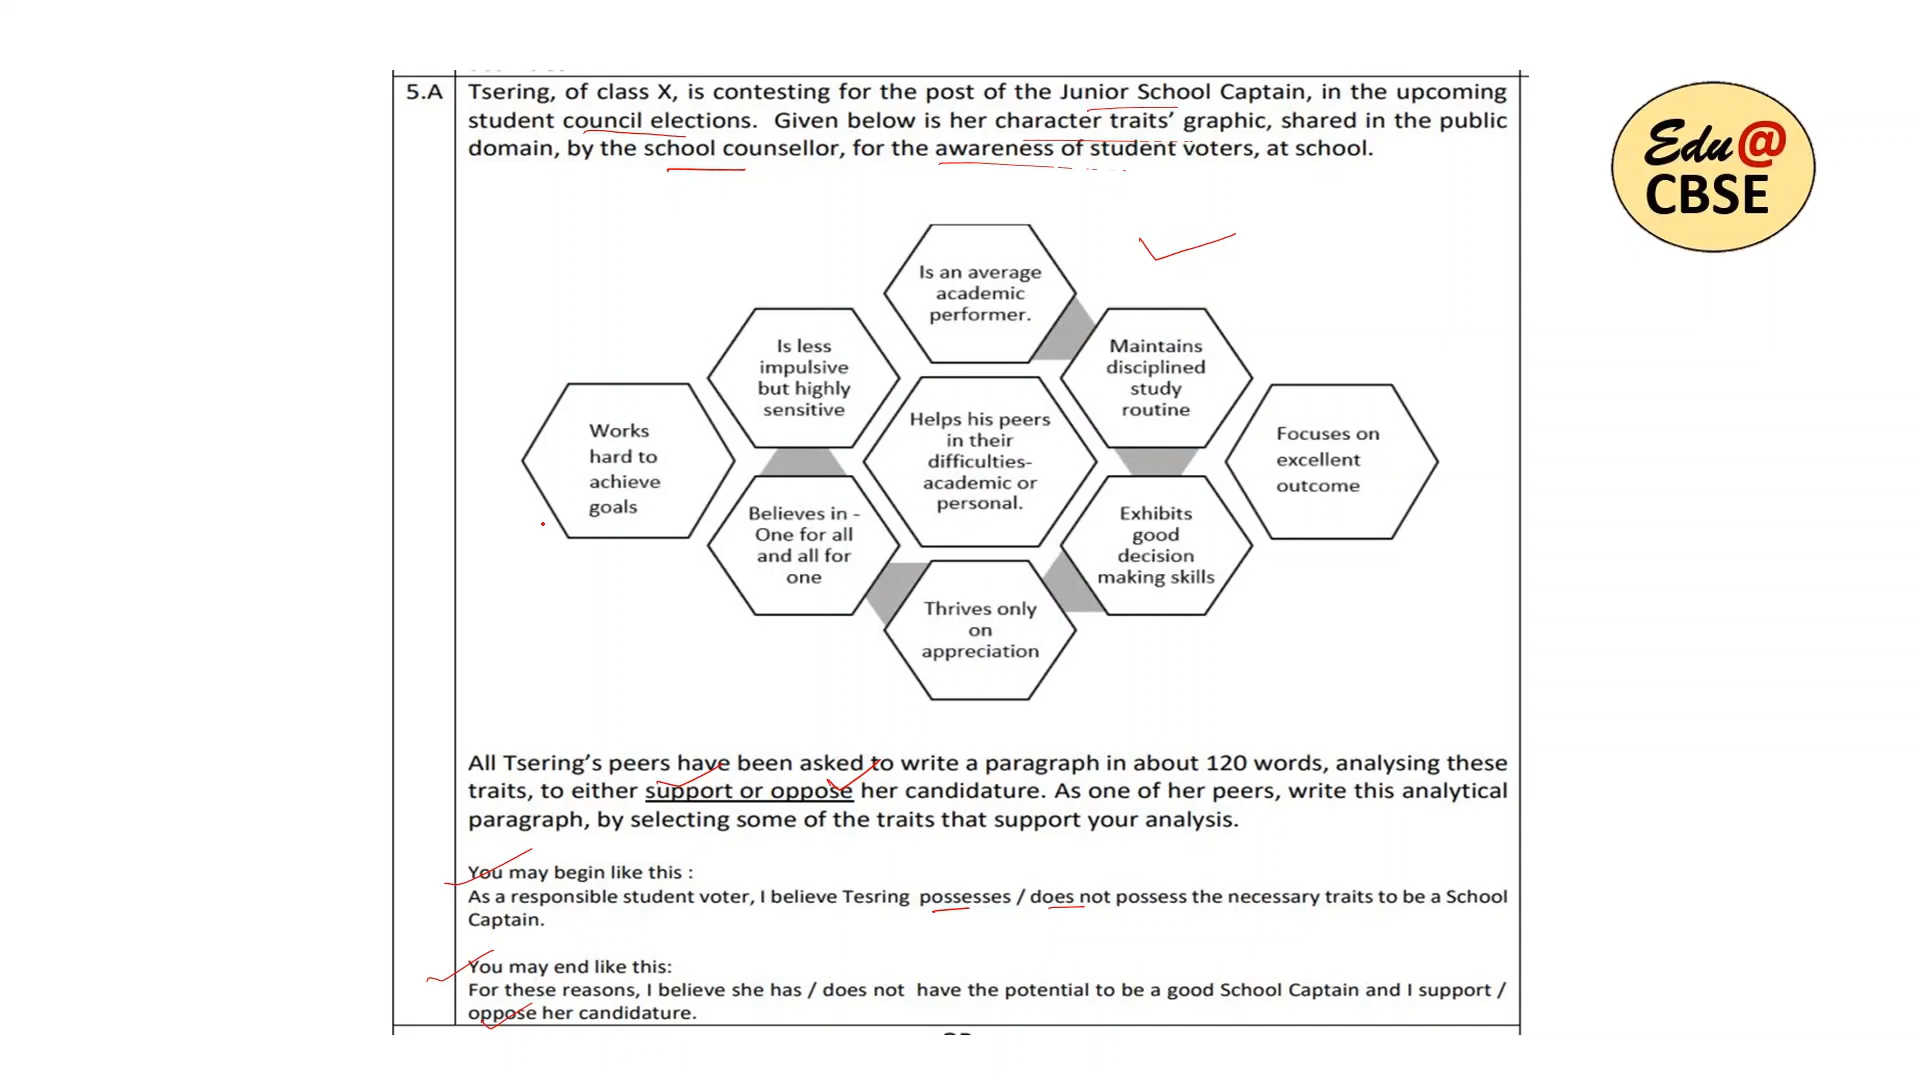 5.A
Tsering, of class X, is contesting for the post of the Junior School Captain, in the upcoming
student council elections. Given below is her character traits' graphic, shared in the public
domain, by the school counsellor, for the awareness of student voters, at school.
Edu@
CBSE
Is an average
academic
performer.
Is less
impulsive
but highly
sensitive
Maintains
disciplined
study
routine
Works
hard to
achieve
goals
Helps his peers
in their
difficulties-
academic or
personal.
Focuses on
excellent
outcome
Believes in -
One for all
and all for
one
Exhibits
good
decision
making skills
Thrives only
on
appreciation
All Tsering's peers have been asked to write a paragraph in about 120 words, analysing these
traits, to either support or oppose her candidature. As one of her peers, write this analytical
paragraph, by selecting some of the traits that support your analysis.
You may begin like this :
As a responsible student voter, I believe Tesring possesses / does not possess the necessary traits to be a School
Captain.
You may end like this:
For these reasons, I believe she has / does not have the potential to be a good School Captain and I support /
oppose her candidature.